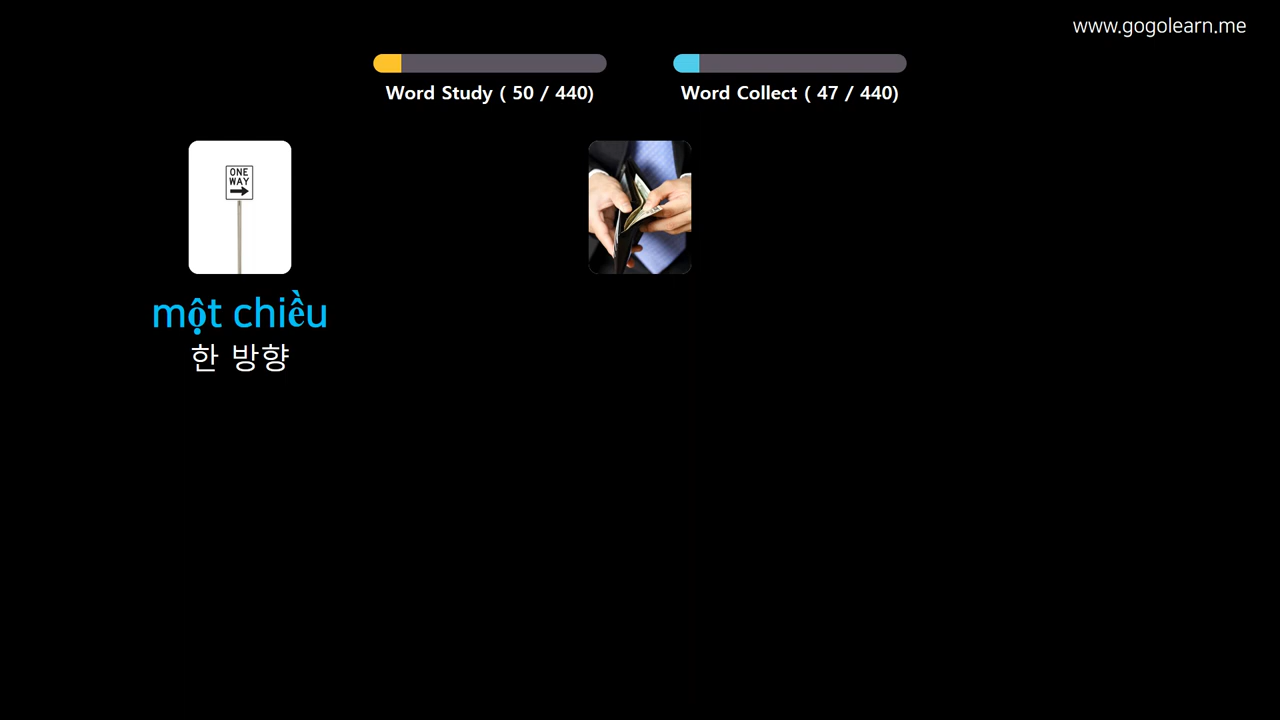 www.gogolearn.me
Word Study ( 50 / 440)
Word Collect ( 47 / 440)
ONE
WAY
một chiều
한 방향